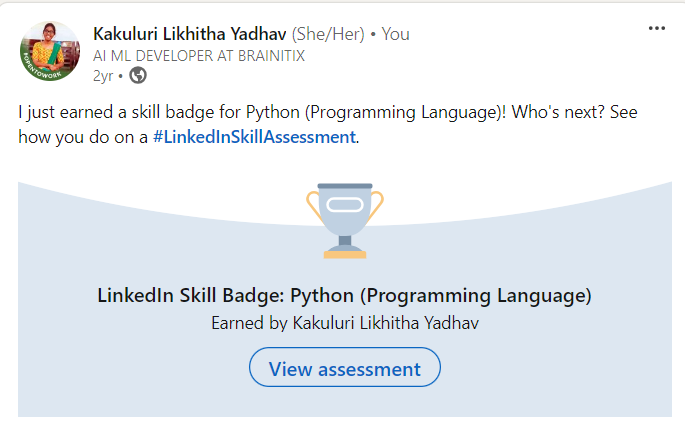 Kakuluri Likhitha Yadhav (She/Her) • You
AI ML DEVELOPER AT BRAINITIX
2yr •
#OPENTOWORK
I just earned a skill badge for Python (Programming Language)! Who's next? See
how you do on a #LinkedInSkillAssessment.
LinkedIn Skill Badge: Python (Programming Language)
Earned by Kakuluri Likhitha Yadhav
View assessment